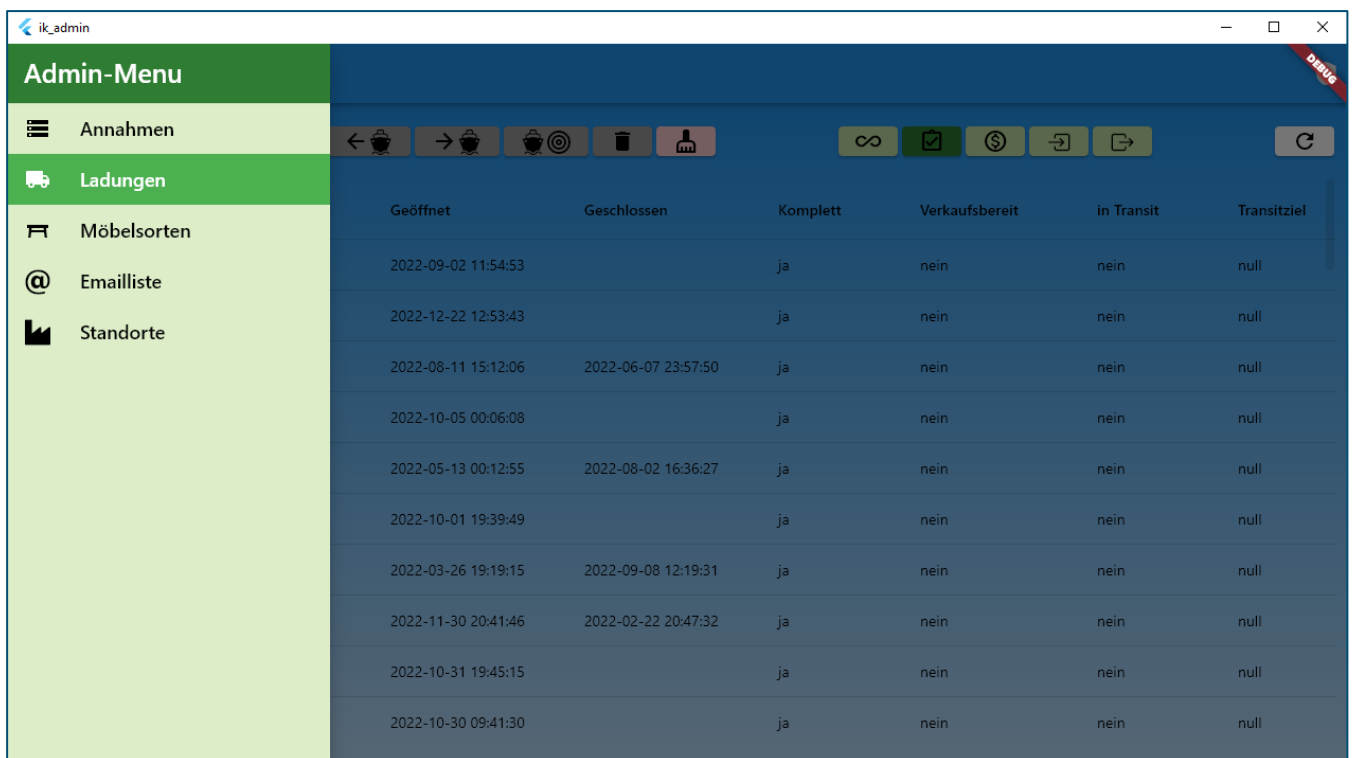 ik_admin
DEBUG
Admin-Menu
Annahmen
Ladungen
Möbelsorten
Emailliste
Standorte
Geöffnet Geschlossen Komplett Verkaufsbereit in Transit Transitziel
2022-09-02 11:54:53 ja nein nein null
2022-12-22 12:53:43 ja nein nein null
2022-08-11 15:12:06 2022-06-07 23:57:50 ja nein nein null
2022-10-05 00:06:08 ja nein nein null
2022-05-13 00:12:55 2022-08-02 16:36:27 ja nein nein null
2022-10-01 19:39:49 ja nein nein null
2022-03-26 19:19:15 2022-09-08 12:19:31 ja nein nein null
2022-11-30 20:41:46 2022-02-22 20:47:32 ja nein nein null
2022-10-31 19:45:15 ja nein nein null
2022-10-30 09:41:30 ja nein nein null